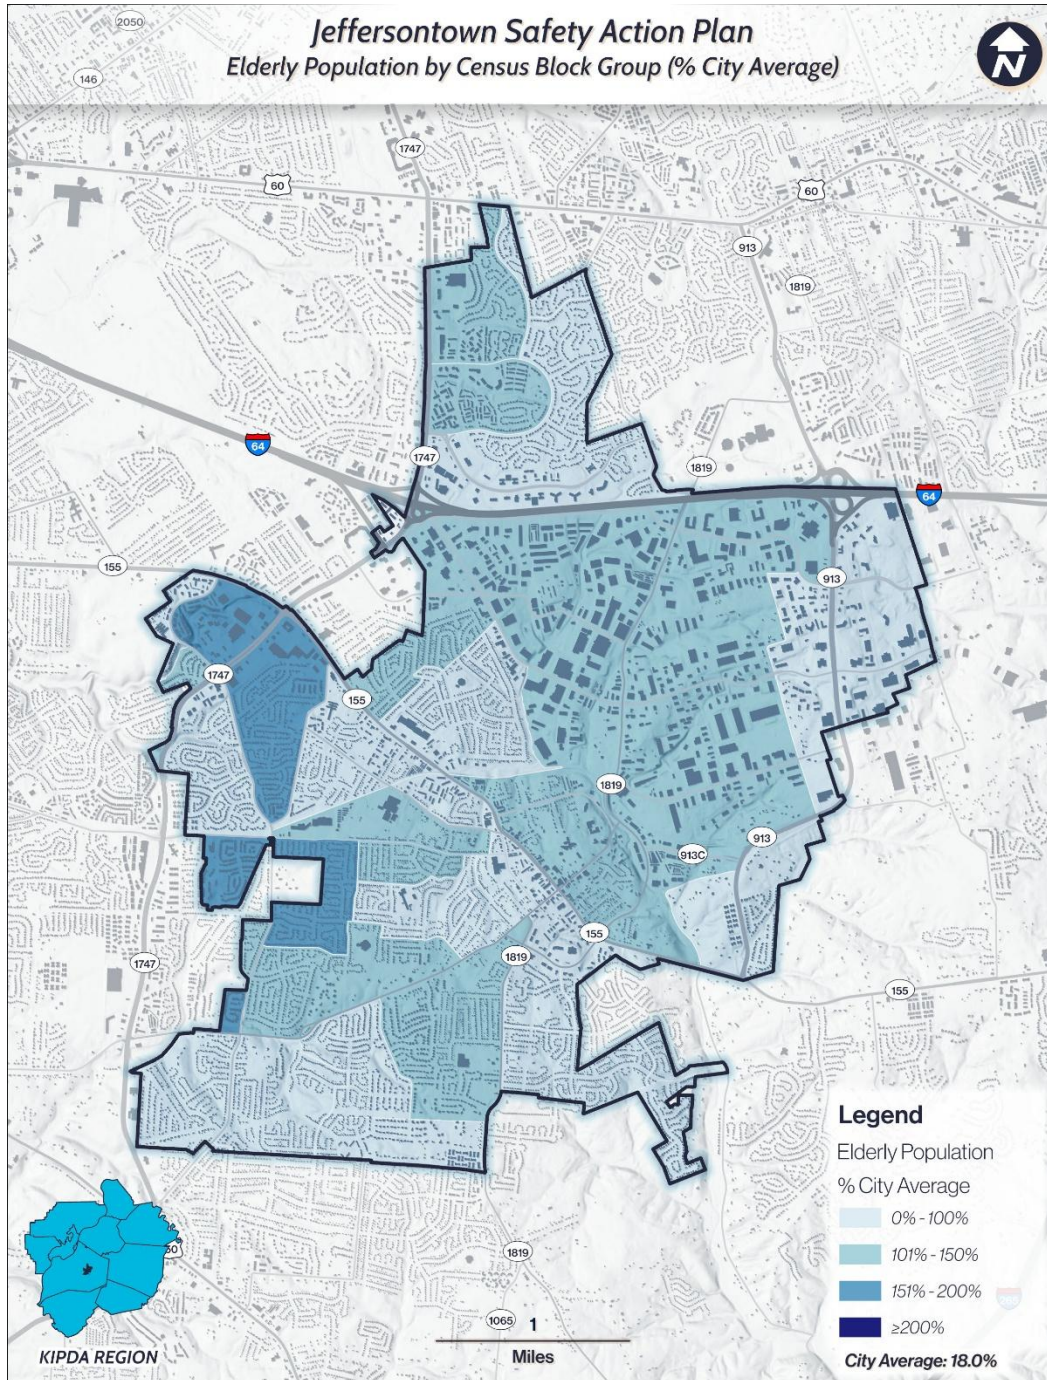 Jeffersontown Safety Action Plan
Elderly Population by Census Block Group (% City Average)
N
2050
146
1747
60
60
913
1819
64
1747
1819
64
155
913
1747
155
1819
913
913C
155
1819
1747
155
1819
1065
Legend
Elderly Population
% City Average
0% - 100%
101% - 150%
151% - 200%
265
≥200%
City Average: 18.0%
KIPDA REGION
1
Miles